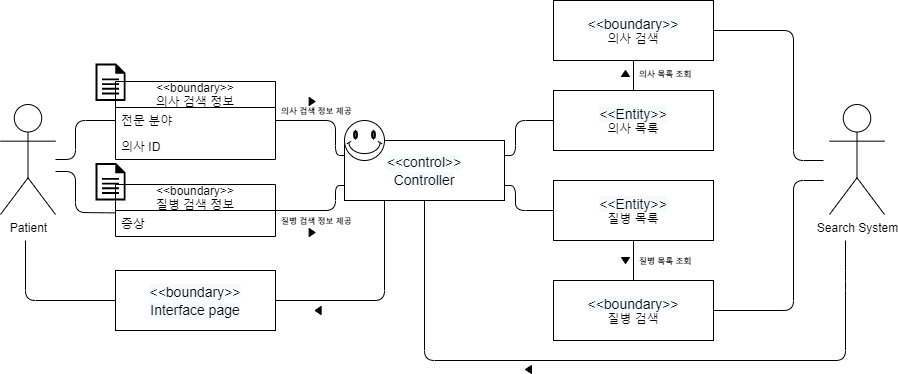 <<boundary>>
의사 검색
의사 목록 조회
<<boundary>>
의사 검색 정보
전문 분야
의사 ID
의사 검색 정보 제공
<<Entity>>
의사 목록
<<control>>
Controller
<<boundary>>
질병 검색 정보
증상
질병 검색 정보 제공
<<Entity>>
질병 목록
Patient
Search System
질병 목록 조회
<<boundary>>
Interface page
<<boundary>>
질병 검색